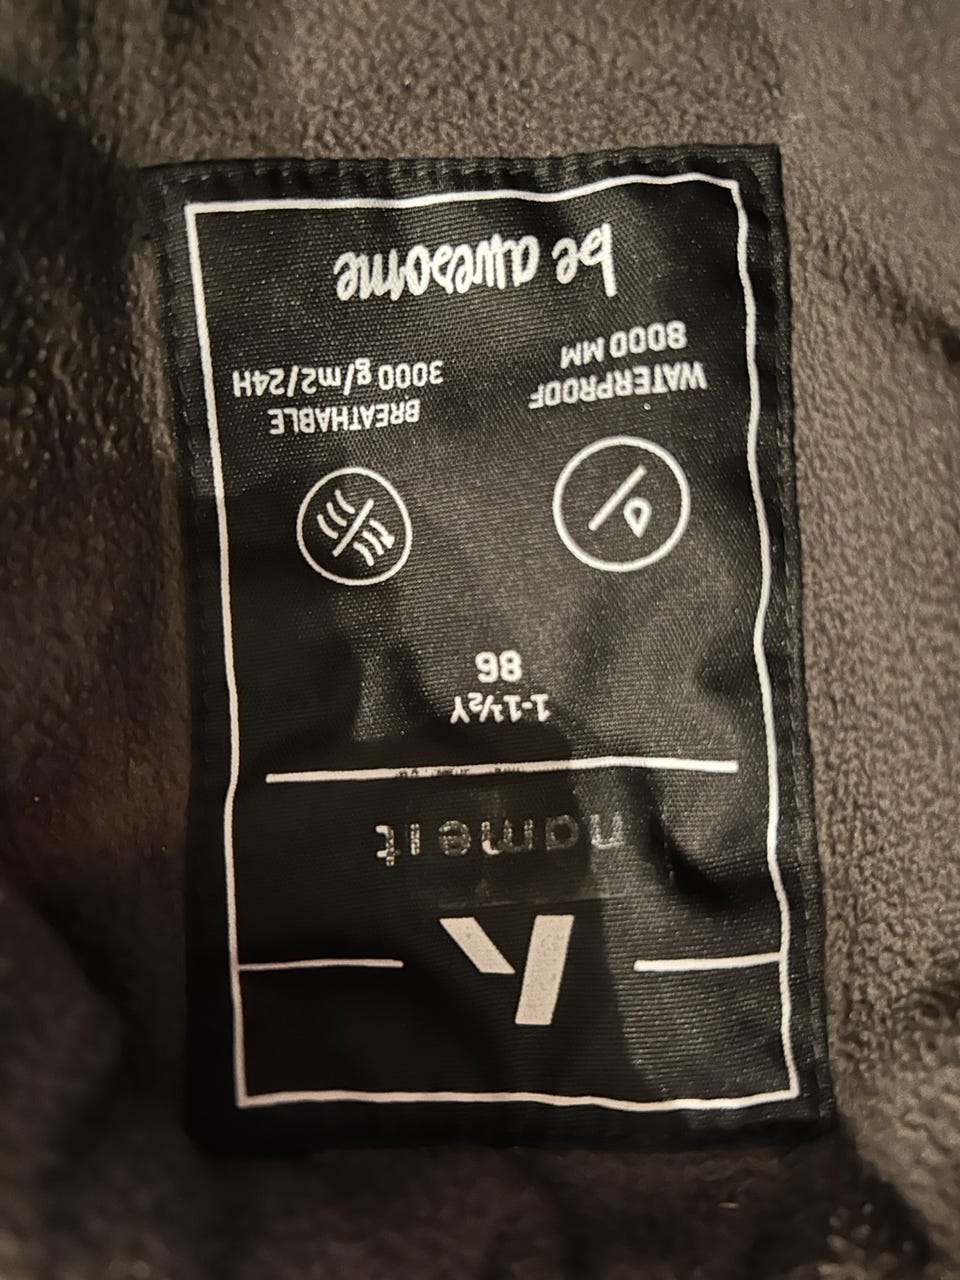 name it
1-1½Y
86
WATERPROOF
8000 MM
BREATHABLE
3000 g/m2/24H
be awesome